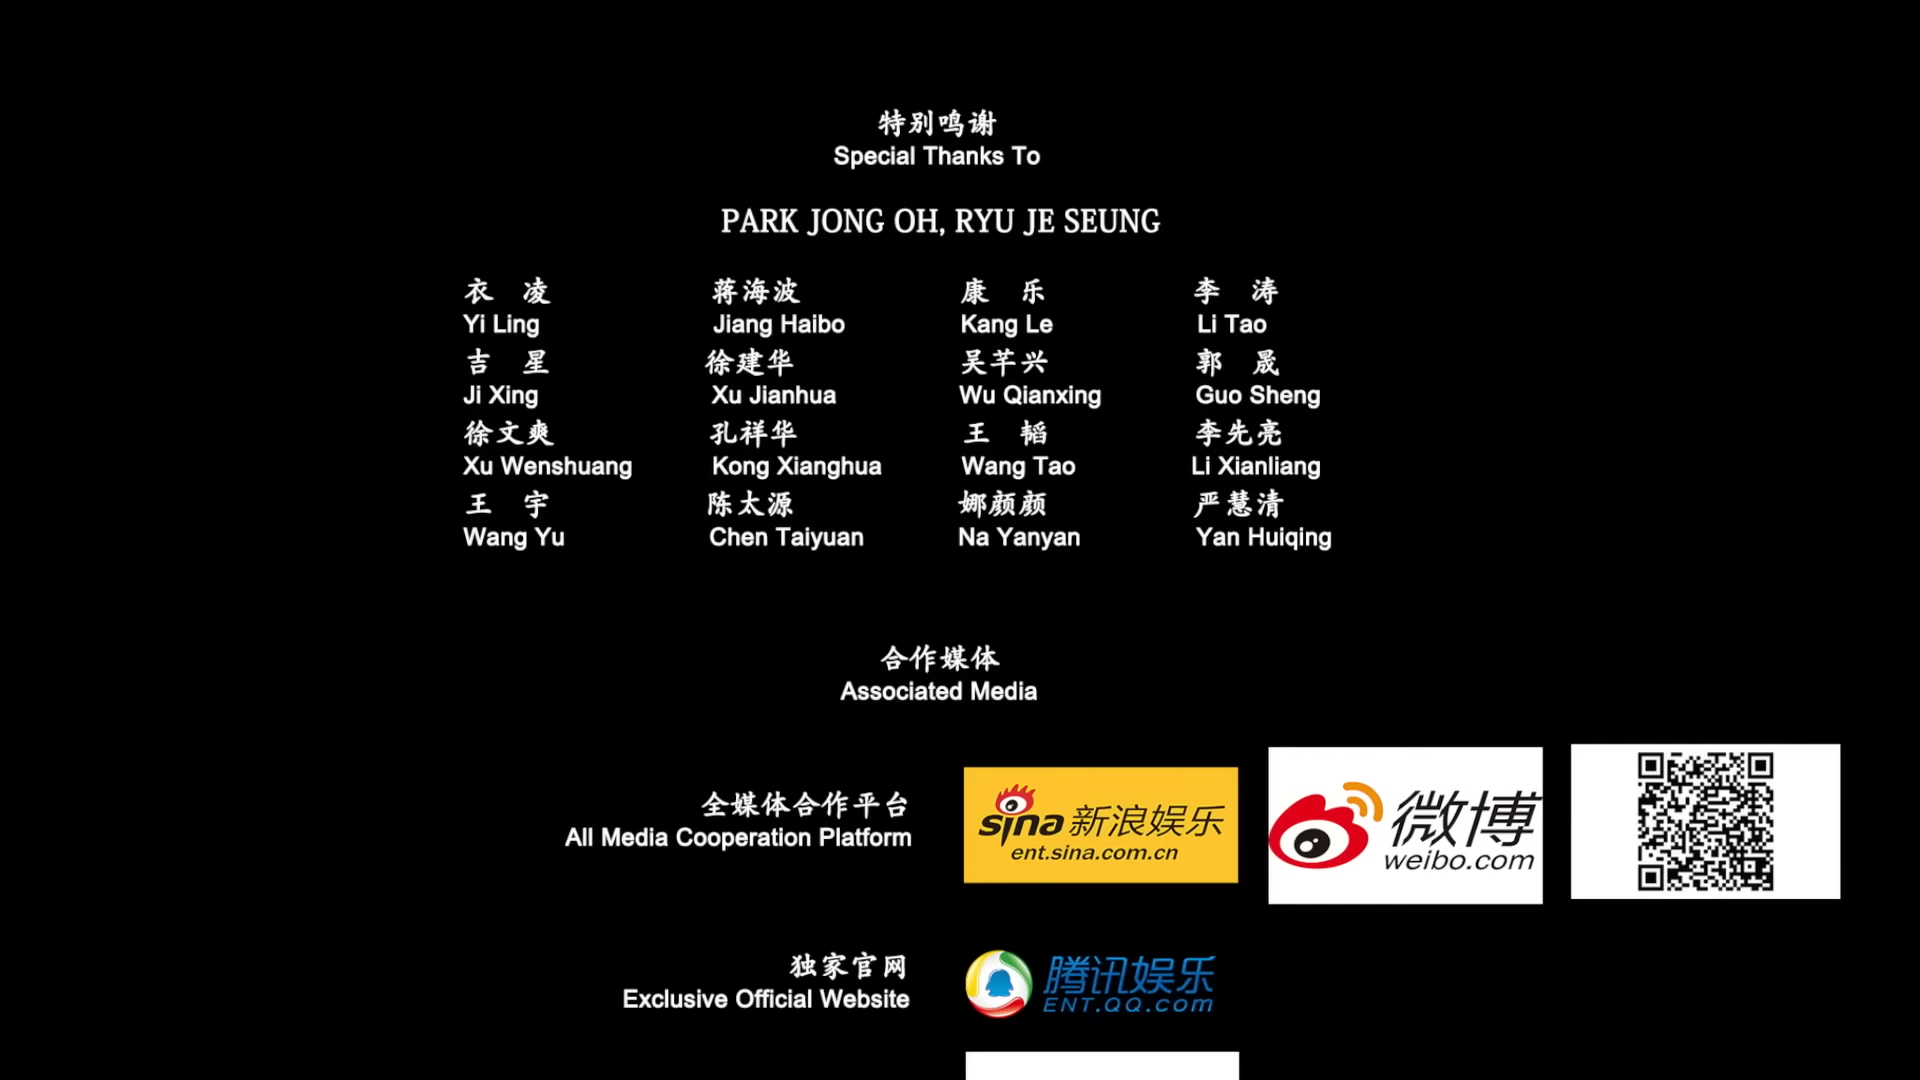 特别鸣谢
Special Thanks To
PARK JONG OH, RYU JE SEUNG
衣 凌 蒋海波 康 乐 李 涛
Yi Ling Jiang Haibo Kang Le Li Tao
吉 星 徐建华 吴芊兴 郭 晟
Ji Xing Xu Jianhua Wu Qianxing Guo Sheng
徐文爽 孔祥华 王 韬 李先亮
Xu Wenshuang Kong Xianghua Wang Tao Li Xianliang
王 宇 陈太源 娜颜颜 严慧清
Wang Yu Chen Taiyuan Na Yanyan Yan Huiqing
合作媒体
Associated Media
全媒体合作平台
All Media Cooperation Platform
sina 新浪娱乐
ent.sina.com.cn
微博
weibo.com
独家官网
Exclusive Official Website
腾讯娱乐
ENT.QQ.COM